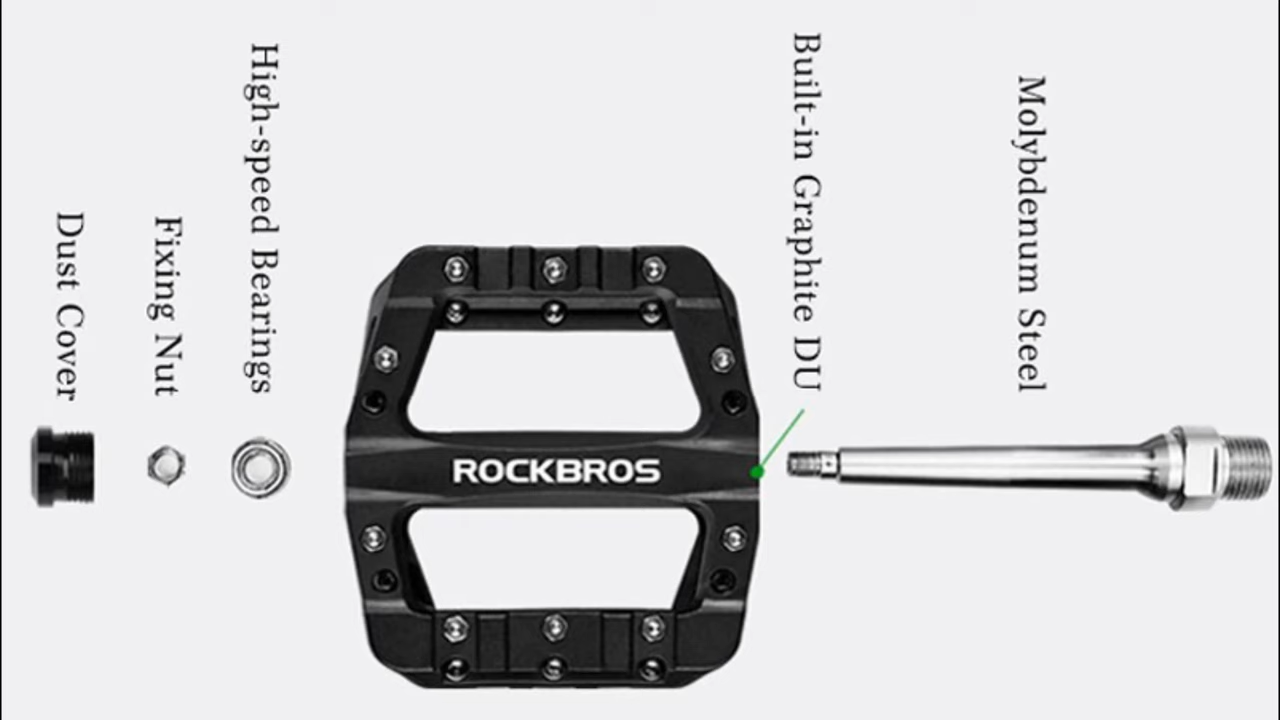 Dust Cover
Fixing Nut
High-speed Bearings
ROCKBROS
Built-in Graphite DU
Molybdenum Steel